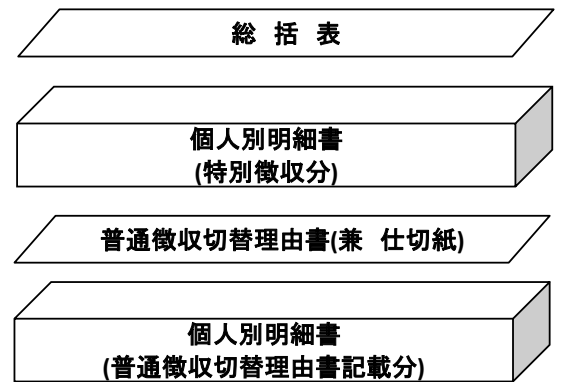 総 括 表
個人別明細書
(特別徴収分)
普通徴収切替理由書(兼 仕切紙)
個人別明細書
(普通徴収切替理由書記載分)